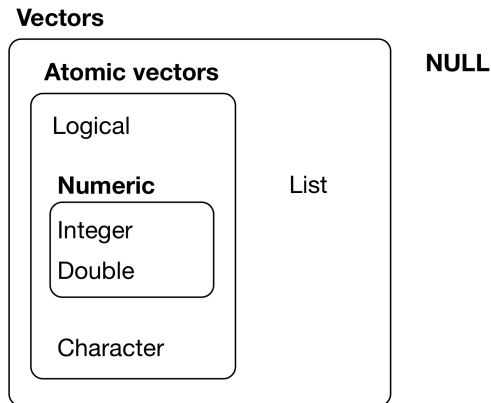 Vectors
Atomic vectors
NULL
Logical
Numeric
List
Integer
Double
Character